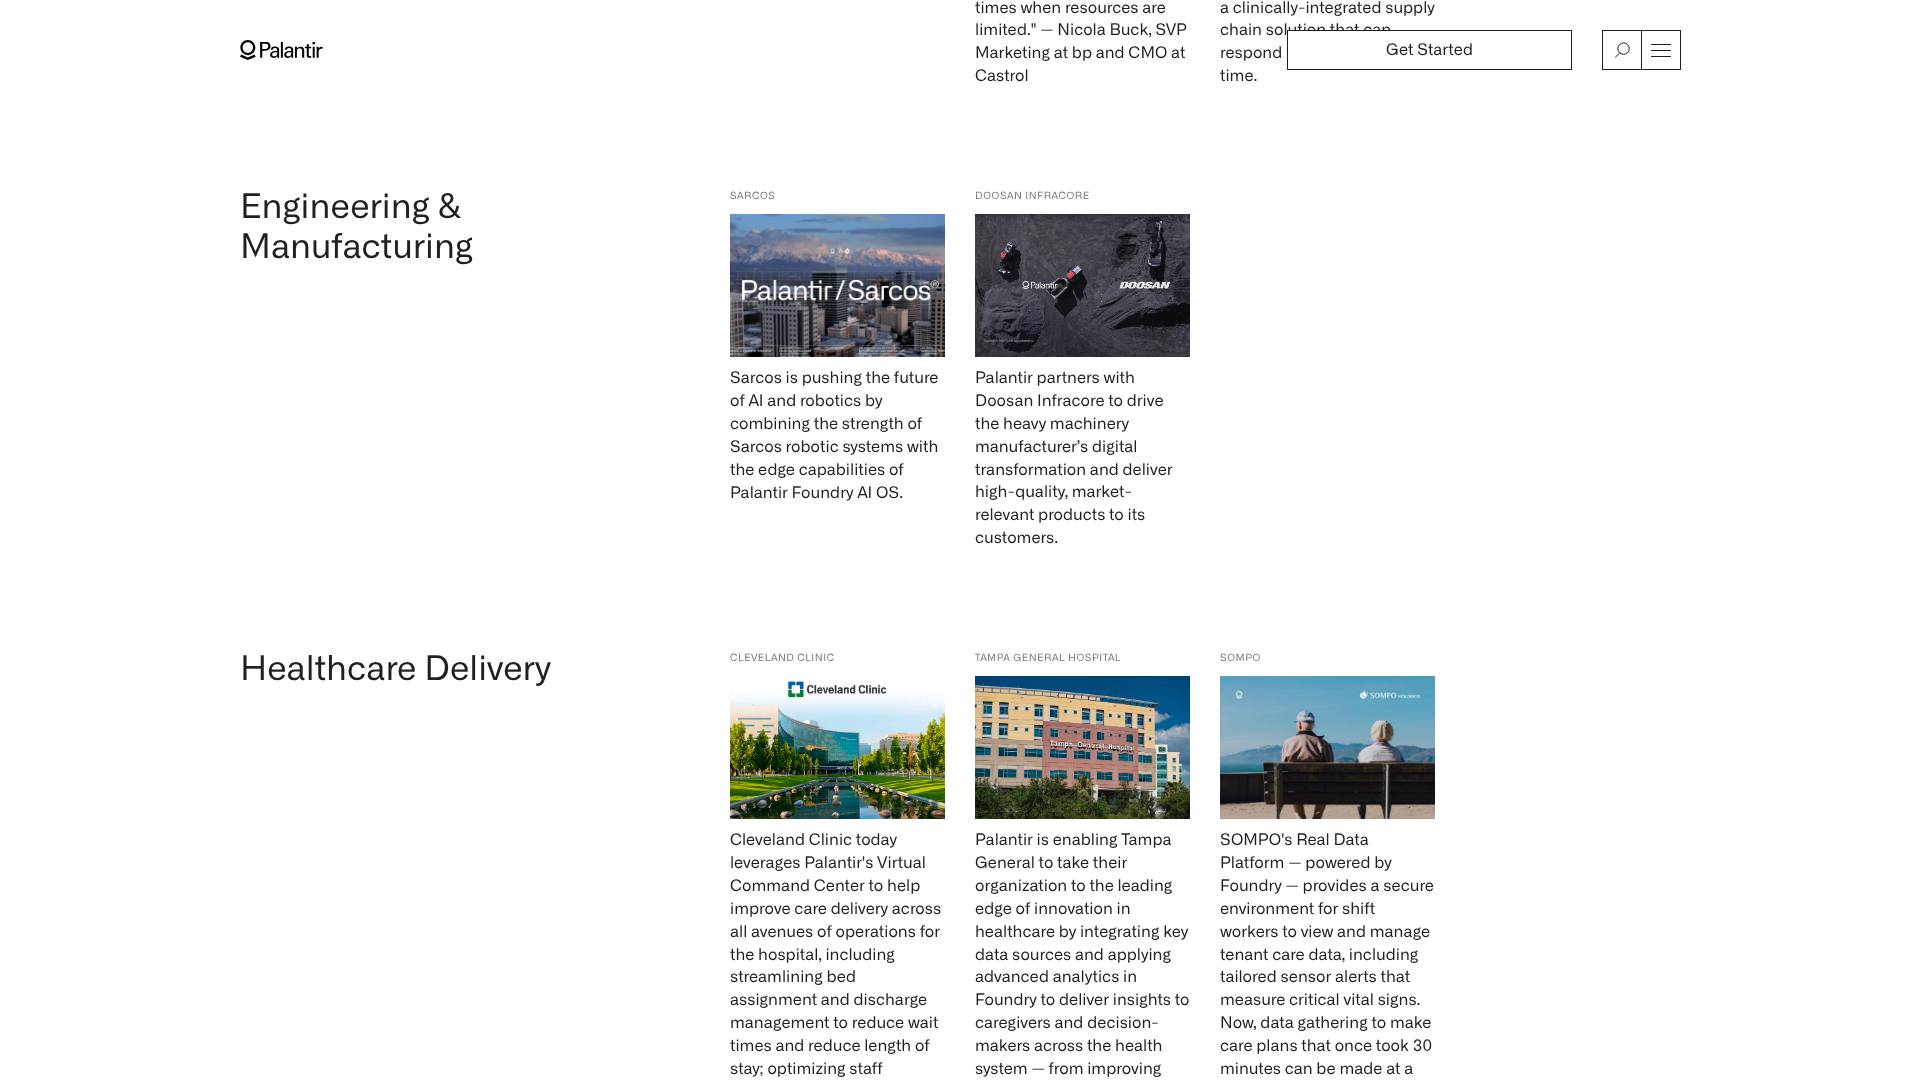 times when resources are
limited." — Nicola Buck, SVP
Marketing at bp and CMO at
Castrol
a clinically-integrated supply
chain solution that can
respond
time.
Palantir
Get Started
Engineering &
Manufacturing
SARCOS
Palantir / Sarcos®
Sarcos is pushing the future
of AI and robotics by
combining the strength of
Sarcos robotic systems with
the edge capabilities of
Palantir Foundry AI OS.
DOOSAN INFRACORE
Palantir
DOOSAN
Palantir partners with
Doosan Infracore to drive
the heavy machinery
manufacturer’s digital
transformation and deliver
high-quality, market-
relevant products to its
customers.
Healthcare Delivery
CLEVELAND CLINIC
Cleveland Clinic
Cleveland Clinic today
leverages Palantir's Virtual
Command Center to help
improve care delivery across
all avenues of operations for
the hospital, including
streamlining bed
assignment and discharge
management to reduce wait
times and reduce length of
stay; optimizing staff
TAMPA GENERAL HOSPITAL
Tampa General Hospital
Palantir is enabling Tampa
General to take their
organization to the leading
edge of innovation in
healthcare by integrating key
data sources and applying
advanced analytics in
Foundry to deliver insights to
caregivers and decision-
makers across the health
system — from improving
SOMPO
SOMPO HOLDINGS
SOMPO's Real Data
Platform — powered by
Foundry — provides a secure
environment for shift
workers to view and manage
tenant care data, including
tailored sensor alerts that
measure critical vital signs.
Now, data gathering to make
care plans that once took 30
minutes can be made at a